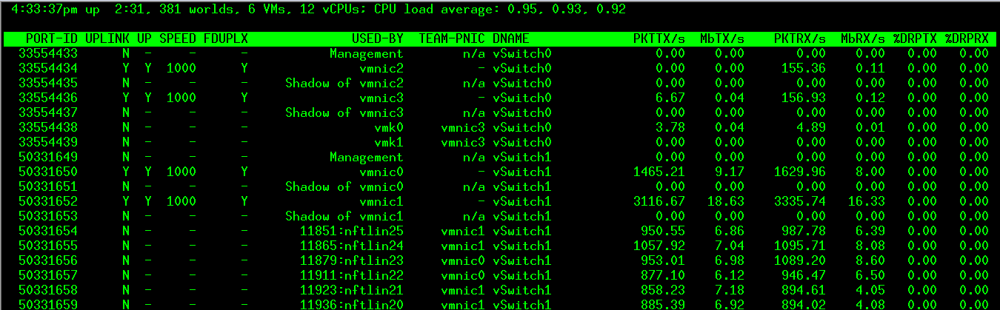 4:33:37pm up 2:31, 381 worlds, 6 VMs, 12 vCPUs; CPU load average: 0.95, 0.93, 0.92
PORT-ID UPLINK UP SPEED FDUPLX USED-BY TEAM-PNIC DNAME PKTTX/s MbTX/s PKTRX/s MbRX/s %DRPTX %DRPRX
33554433 N - - - Management n/a vSwitch0 0.00 0.00 0.00 0.00 0.00 0.00
33554434 Y Y 1000 Y vmnic2 - vSwitch0 0.00 0.00 155.36 0.11 0.00 0.00
33554435 N - - - Shadow of vmnic2 n/a vSwitch0 0.00 0.00 0.00 0.00 0.00 0.00
33554436 Y Y 1000 Y vmnic3 - vSwitch0 6.67 0.04 156.93 0.12 0.00 0.00
33554437 N - - - Shadow of vmnic3 n/a vSwitch0 0.00 0.00 0.00 0.00 0.00 0.00
33554438 N - - - vmk0 vmnic3 vSwitch0 3.78 0.04 4.89 0.01 0.00 0.00
33554439 N - - - vmk1 vmnic3 vSwitch0 0.00 0.00 0.00 0.00 0.00 0.00
50331649 N - - - Management n/a vSwitch1 0.00 0.00 0.00 0.00 0.00 0.00
50331650 Y Y 1000 Y vmnic0 - vSwitch1 1465.21 9.17 1629.96 8.00 0.00 0.00
50331651 N - - - Shadow of vmnic0 n/a vSwitch1 0.00 0.00 0.00 0.00 0.00 0.00
50331652 Y Y 1000 Y vmnic1 - vSwitch1 3116.67 18.63 3335.74 16.33 0.00 0.00
50331653 N - - - Shadow of vmnic1 n/a vSwitch1 0.00 0.00 0.00 0.00 0.00 0.00
50331654 N - - - 11851:nftlin25 vmnic1 vSwitch1 950.55 6.86 987.78 6.39 0.00 0.00
50331655 N - - - 11865:nftlin24 vmnic1 vSwitch1 1057.92 7.04 1095.71 8.08 0.00 0.00
50331656 N - - - 11879:nftlin23 vmnic0 vSwitch1 953.01 6.98 1089.20 8.60 0.00 0.00
50331657 N - - - 11911:nftlin22 vmnic0 vSwitch1 877.10 6.12 946.47 6.50 0.00 0.00
50331658 N - - - 11923:nftlin21 vmnic1 vSwitch1 858.23 7.18 894.61 4.05 0.00 0.00
50331659 N - - - 11936:nftlin20 vmnic1 vSwitch1 885.39 6.92 894.02 4.08 0.00 0.00